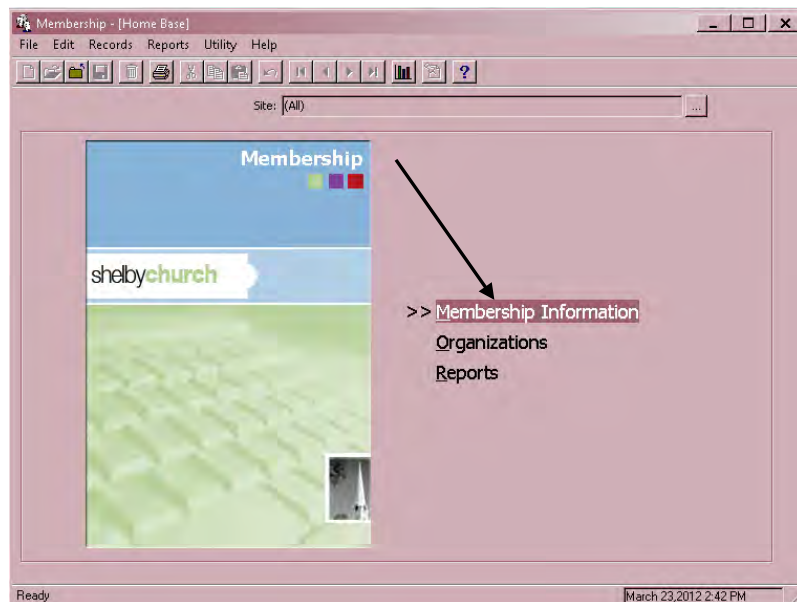 Membership - [Home Base]
File Edit Records Reports Utility Help
?
Site: (All) ...
Membership
shelbychurch
>> Membership Information
Organizations
Reports
Ready March 23,2012 2:42 PM